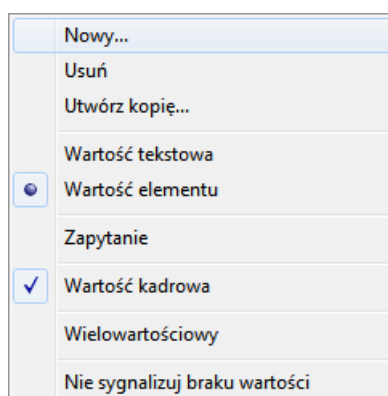 Nowy...
Usuń
Utwórz kopię...
Wartość tekstowa
Wartość elementu
Zapytanie
Wartość kadrowa
Wielowartościowy
Nie sygnalizuj braku wartości